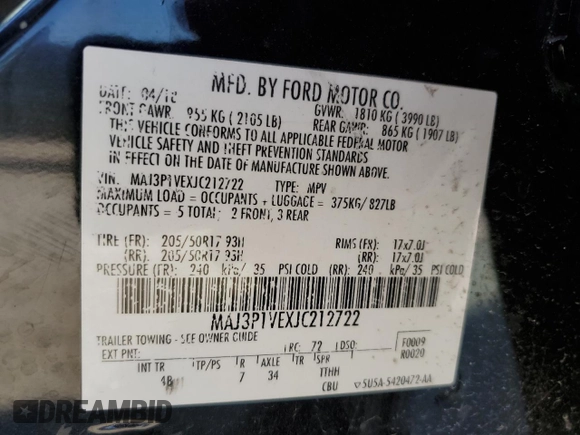 MFD. BY FORD MOTOR CO.
DATE: 04/18 GVWR: 1810 KG ( 3990 LB)
FRONT GAWR: 955 KG ( 2105 LB) REAR GAWR: 865 KG ( 1907 LB)
THIS VEHICLE CONFORMS TO ALL APPLICABLE FEDERAL MOTOR
VEHICLE SAFETY AND THEFT PREVENTION STANDARDS
IN EFFECT ON THE DATE OF MANUFACTURE SHOWN ABOVE.
VIN: MAJ3P1VEXJC212722 TYPE: MPV
MAXIMUM LOAD = OCCUPANTS + LUGGAGE = 375KG/827LB
OCCUPANTS = 5 TOTAL: 2 FRONT, 3 REAR
TIRE (FR): 205/50R17 93H RIMS (FR): 17x7.0J
(RR): 205/50R17 93H (RR): 17x7.0J
PRESSURE (FR): 240 kPa/ 35 PSI COLD (RR): 240 kPa/ 35 PSI COLD
MAJ3P1VEXJC212722
TRAILER TOWING - SEE OWNER GUIDE
EXT PNT: RC: 72 DSO: F0009
R0020
INT TR TP/PS R AXLE TR SPR
4B 7 34 TTHH
CBU 5U5A-5420472-AA
DREAMBID